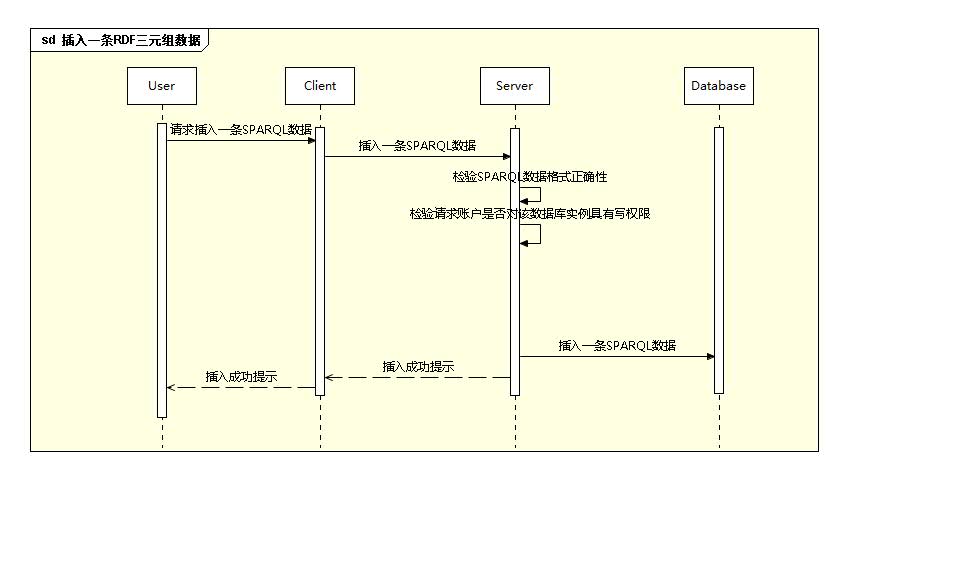 sd 插入一条RDF三元组数据
User
Client
Server
Database
请求插入一条SPARQL数据
插入一条SPARQL数据
检验SPARQL数据格式正确性
检验请求账户是否对该数据库实例具有写权限
插入一条SPARQL数据
插入成功提示
插入成功提示